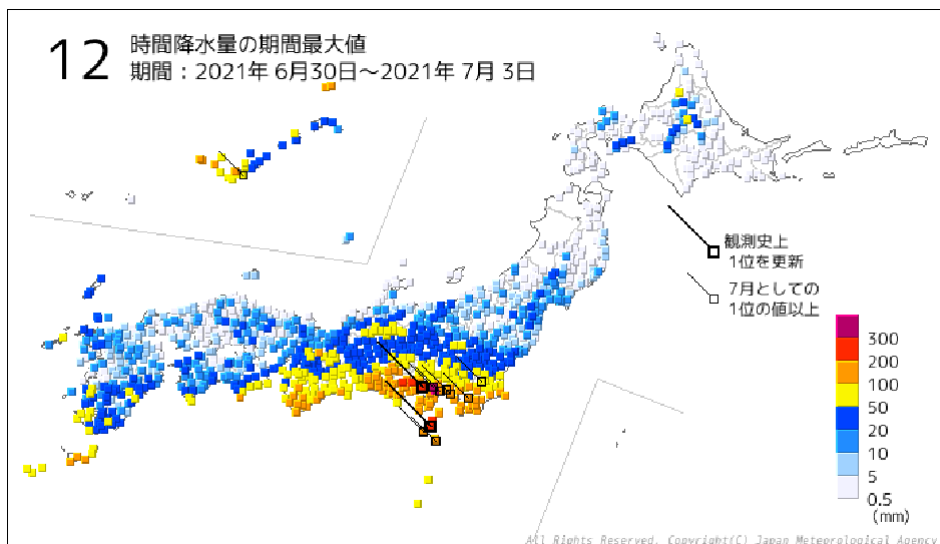 12
時間降水量の期間最大値
期間：2021年 6月30日～2021年 7月 3日
観測史上
1位を更新
7月としての
1位の値以上
300
200
100
50
20
10
5
0.5
(mm)
All Rights Reserved. Copyright(C) Japan Meteorological Agency